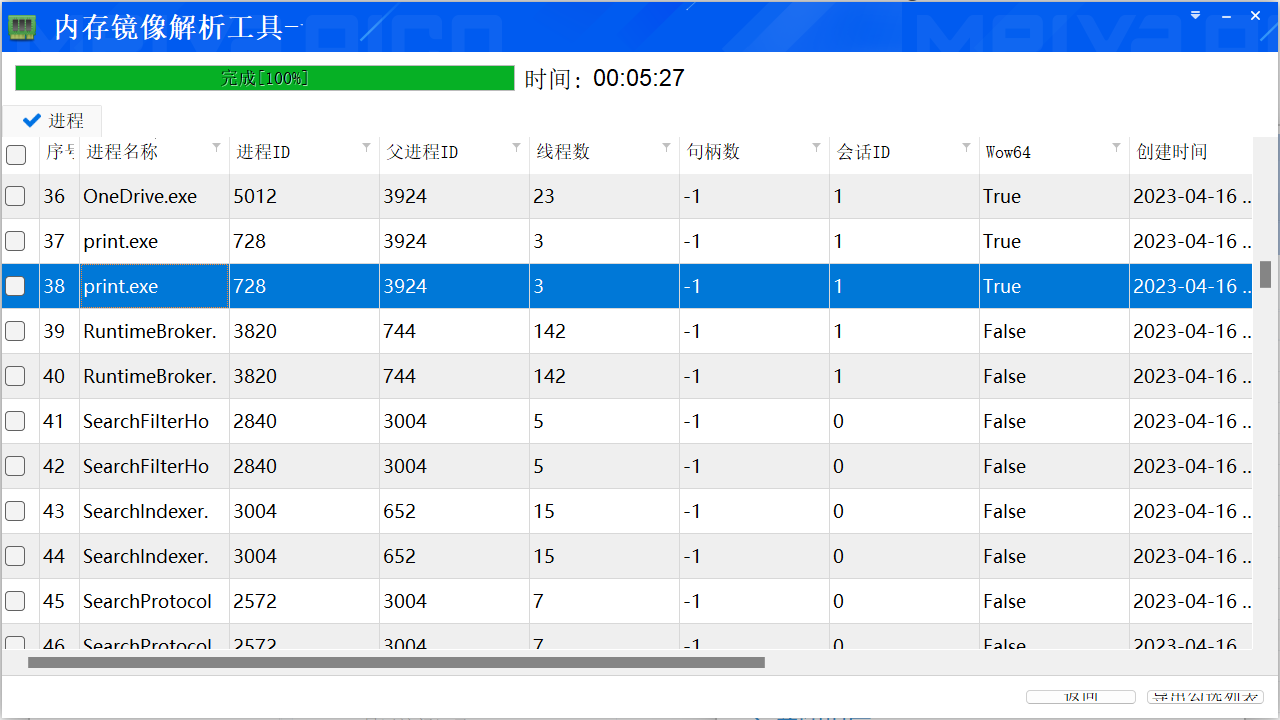 内存镜像解析工具
完成[100%] 时间：00:05:27
进程
序号 进程名称 进程ID 父进程ID 线程数 句柄数 会话ID Wow64 创建时间
36 OneDrive.exe 5012 3924 23 -1 1 True 2023-04-16 ..
37 print.exe 728 3924 3 -1 1 True 2023-04-16 ..
38 print.exe 728 3924 3 -1 1 True 2023-04-16 ..
39 RuntimeBroker. 3820 744 142 -1 1 False 2023-04-16 ..
40 RuntimeBroker. 3820 744 142 -1 1 False 2023-04-16 ..
41 SearchFilterHo 2840 3004 5 -1 0 False 2023-04-16 ..
42 SearchFilterHo 2840 3004 5 -1 0 False 2023-04-16 ..
43 SearchIndexer. 3004 652 15 -1 0 False 2023-04-16 ..
44 SearchIndexer. 3004 652 15 -1 0 False 2023-04-16 ..
45 SearchProtocol 2572 3004 7 -1 0 False 2023-04-16 ..
46 SearchProtocol 2572 3004 7 -1 0 False 2023-04-16 ..
返回 导出勾选列表